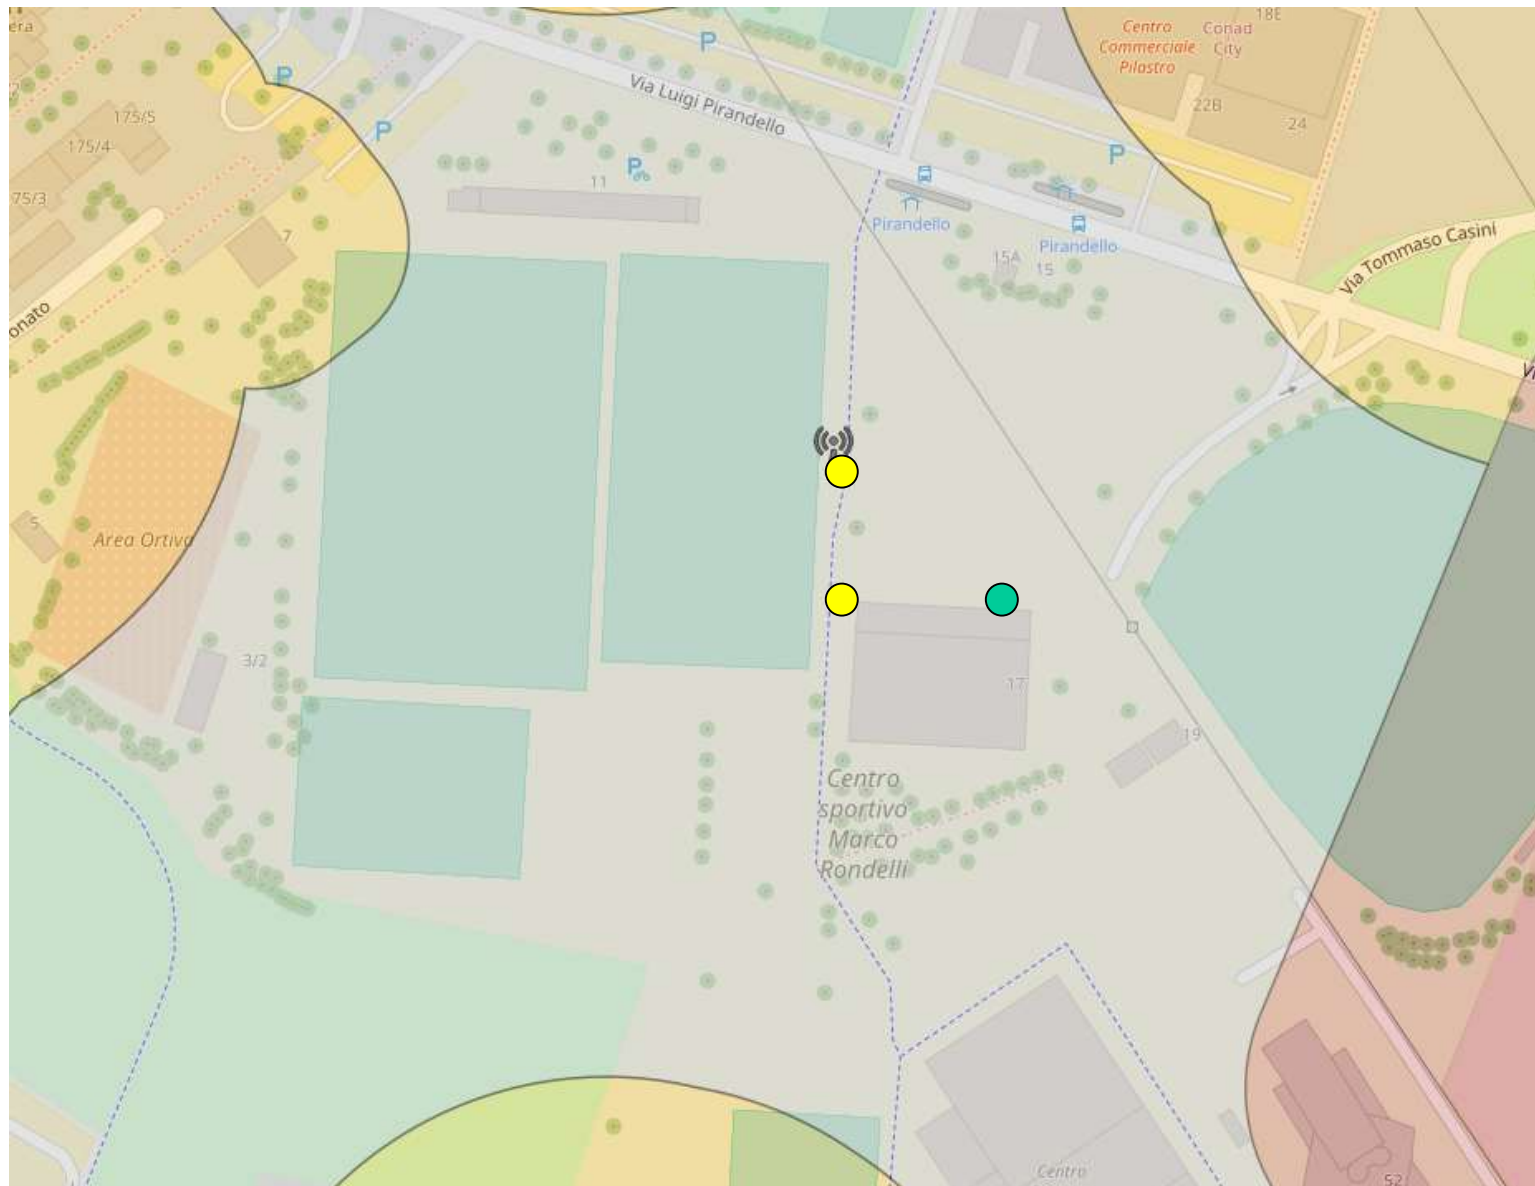 era
P
175/5
175/4
75/3
7
onato
5
Area Ortiva
3/2
P
P
Via Luigi Pirandello
P
11
Pirandello
Pirandello
15A
15
P
Centro
Commerciale
Pilastro
Conad
City
18E
22B
24
Via Tommaso Casini
17
19
Centro
sportivo
Marco
Rondelli
Centro
52